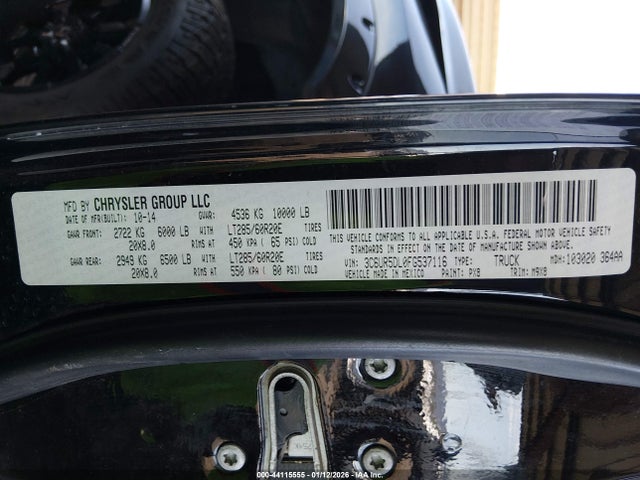 MFD BY CHRYSLER GROUP LLC
DATE OF MFR(BUILT): 10-14 GVWR: 4536 KG 10000 LB
GAWR FRONT: 2722 KG 6000 LB WITH LT285/60R20E TIRES
20X8.0 RIMS AT 450 KPA ( 65 PSI) COLD
GAWR REAR: 2949 KG 6500 LB WITH LT285/60R20E TIRES
20X8.0 RIMS AT 550 KPA ( 80 PSI) COLD
THIS VEHICLE CONFORMS TO ALL APPLICABLE U.S.A. FEDERAL MOTOR
VEHICLE SAFETY STANDARDS IN EFFECT ON THE DATE OF MANUFACTURE
SHOWN ABOVE.
VIN: 3C6UR5DL0FG537116 TYPE: TRUCK MDH: 103020 364AA
VEHICLE MADE IN MEXICO PAINT: PX8 TRIM: M9X8
000-44115555 - 01/12/2026 - IAA